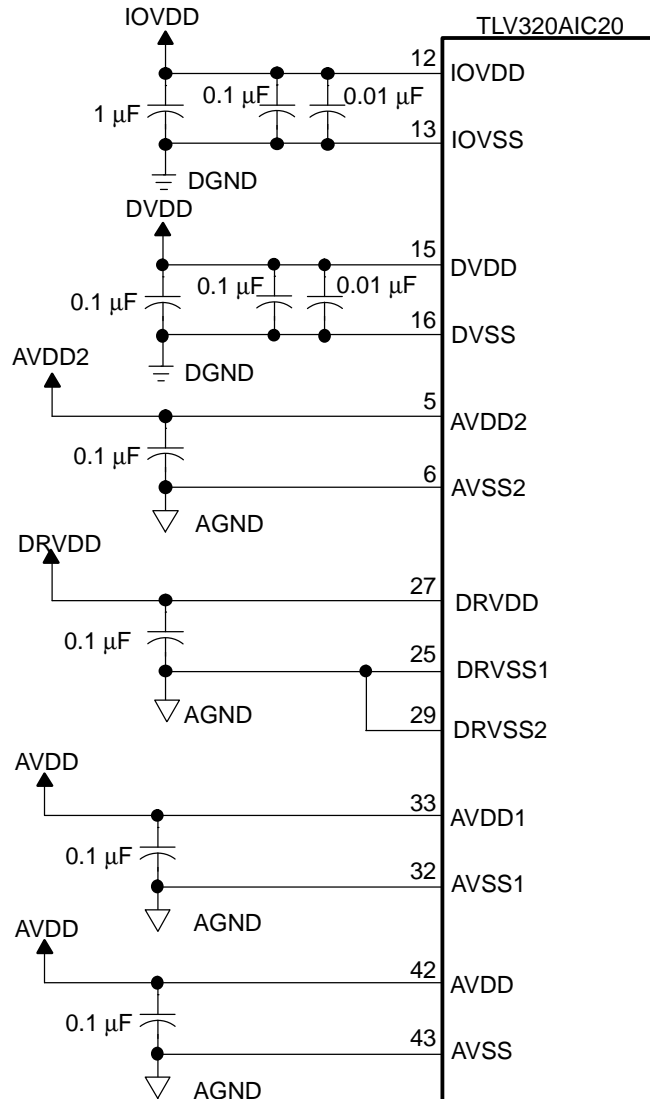 IOVDD
TLV320AIC20
12
IOVDD
1 μF
0.1 μF
0.01 μF
13
IOVSS
DGND
DVDD
15
DVDD
0.1 μF
0.1 μF
0.01 μF
16
DVSS
DGND
AVDD2
5
AVDD2
0.1 μF
6
AVSS2
AGND
DRVDD
27
DRVDD
0.1 μF
25
DRVSS1
AGND
29
DRVSS2
AVDD
33
AVDD1
0.1 μF
32
AVSS1
AGND
AVDD
42
AVDD
0.1 μF
43
AVSS
AGND